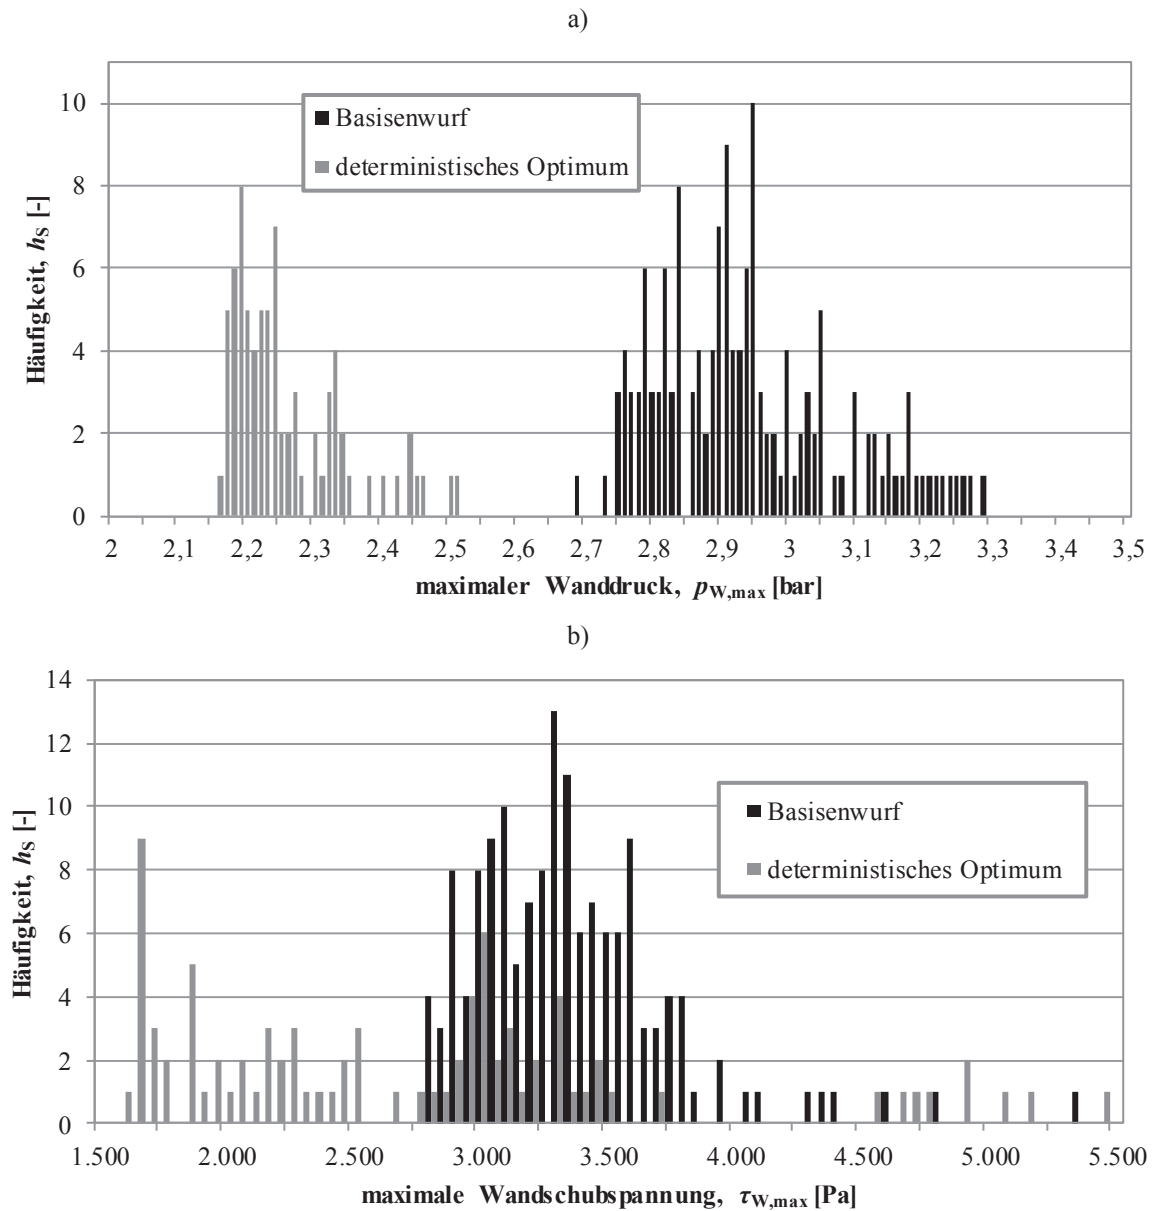 a)
10
8
6
4
2
0
Häufigkeit, hS [-]
Basisenwurf
deterministisches Optimum
2 2,1 2,2 2,3 2,4 2,5 2,6 2,7 2,8 2,9 3 3,1 3,2 3,3 3,4 3,5
maximaler Wanddruck, pW,max [bar]
b)
14
12
10
8
6
4
2
0
Häufigkeit, hS [-]
Basisenwurf
deterministisches Optimum
1.500 2.000 2.500 3.000 3.500 4.000 4.500 5.000 5.500
maximale Wandschubspannung, τW,max [Pa]